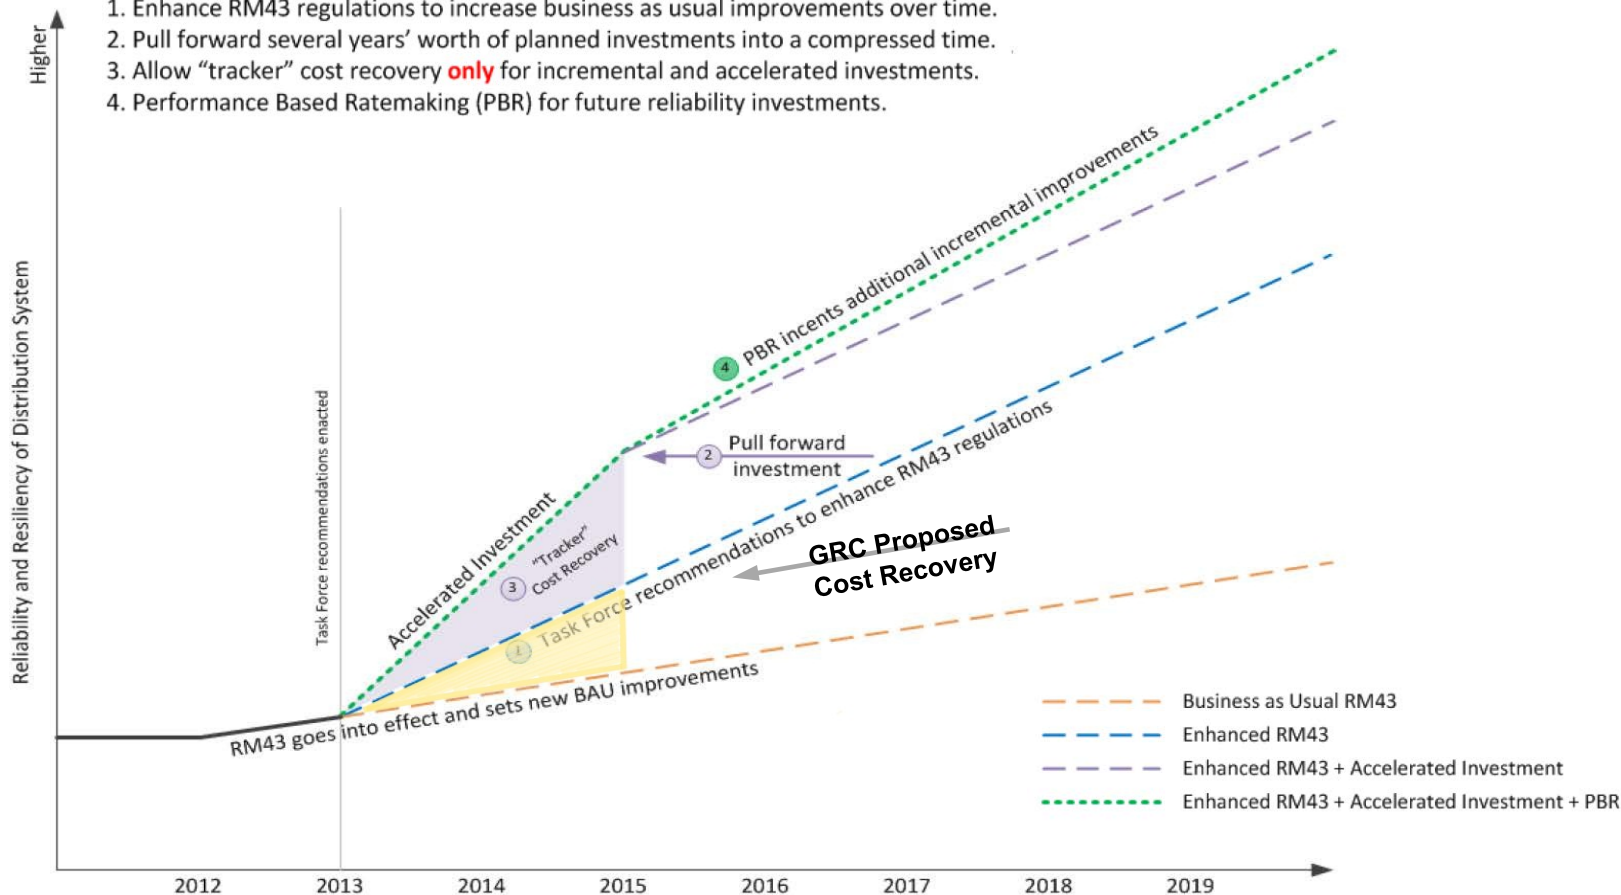 1. Enhance RM43 regulations to increase business as usual improvements over time.
2. Pull forward several years’ worth of planned investments into a compressed time.
3. Allow “tracker” cost recovery only for incremental and accelerated investments.
4. Performance Based Ratemaking (PBR) for future reliability investments.
Higher
Reliability and Resiliency of Distribution System
Task Force recommendations enacted
4
PBR incents additional incremental improvements
2
Pull forward
investment
Accelerated Investment
3
“Tracker”
Cost Recovery
Task Force recommendations to enhance RM43 regulations
GRC Proposed
Cost Recovery
RM43 goes into effect and sets new BAU improvements
Business as Usual RM43
Enhanced RM43
Enhanced RM43 + Accelerated Investment
Enhanced RM43 + Accelerated Investment + PBR
2012
2013
2014
2015
2016
2017
2018
2019